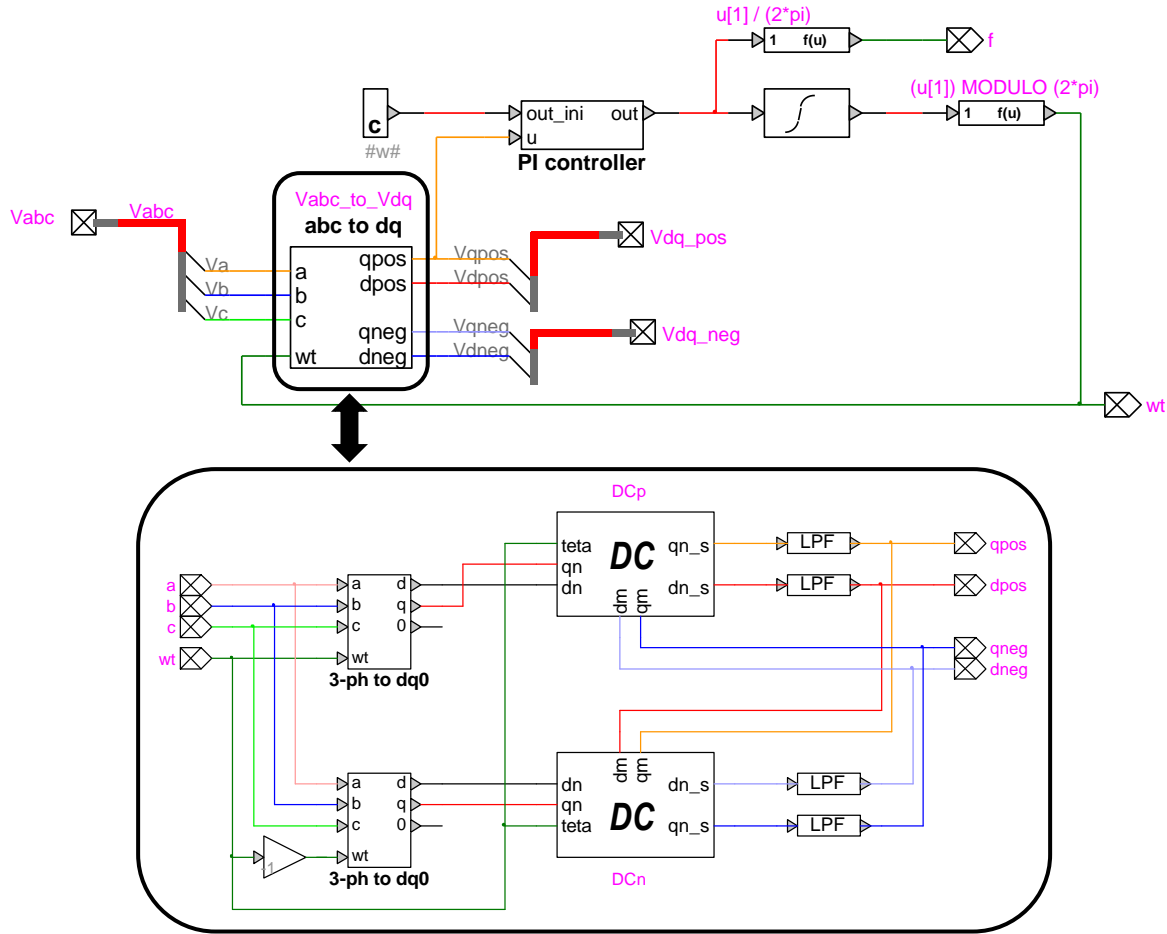 u[1] / (2*pi)
1 f(u)
f
(u[1]) MODULO (2*pi)
c
#w#
out_ini out
u
PI controller
1 f(u)
Vabc_to_Vdq
abc to dq
Vabc
Vabc
Va
Vb
Vc
a
b
c
wt
qpos
dpos
qneg
dneg
Vqpos
Vdpos
Vqneg
Vdneg
Vdq_pos
Vdq_neg
wt
DCp
teta
qn
dn
DC
qn_s
dn_s
dm
qm
LPF
LPF
qpos
dpos
qneg
dneg
a
b
c
wt
a
b
c
wt
d
q
0
3-ph to dq0
a
b
c
wt
d
q
0
3-ph to dq0
-1
dn
qn
teta
DC
dm
qm
dn_s
qn_s
LPF
LPF
DCn